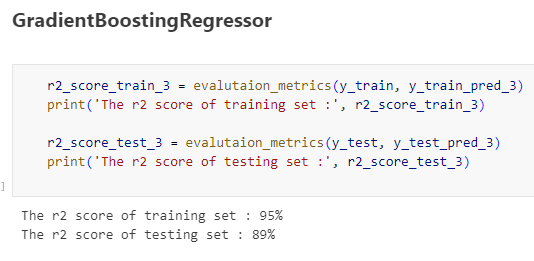 GradientBoostingRegressor
r2_score_train_3 = evalutaion_metrics(y_train, y_train_pred_3)
print('The r2 score of training set :', r2_score_train_3)
r2_score_test_3 = evalutaion_metrics(y_test, y_test_pred_3)
print('The r2 score of testing set :', r2_score_test_3)
]
The r2 score of training set : 95%
The r2 score of testing set : 89%